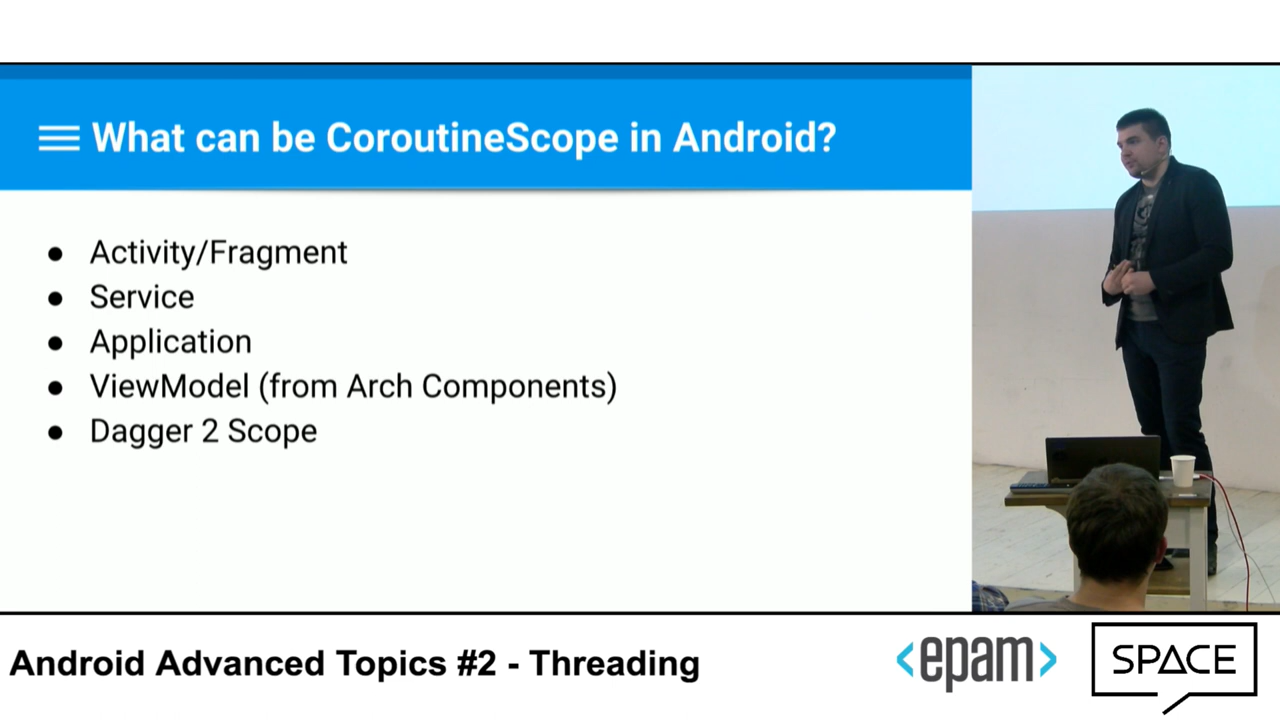 What can be CoroutineScope in Android?
● Activity/Fragment
● Service
● Application
● ViewModel (from Arch Components)
● Dagger 2 Scope
Android Advanced Topics #2 - Threading
<epam>
SPACE